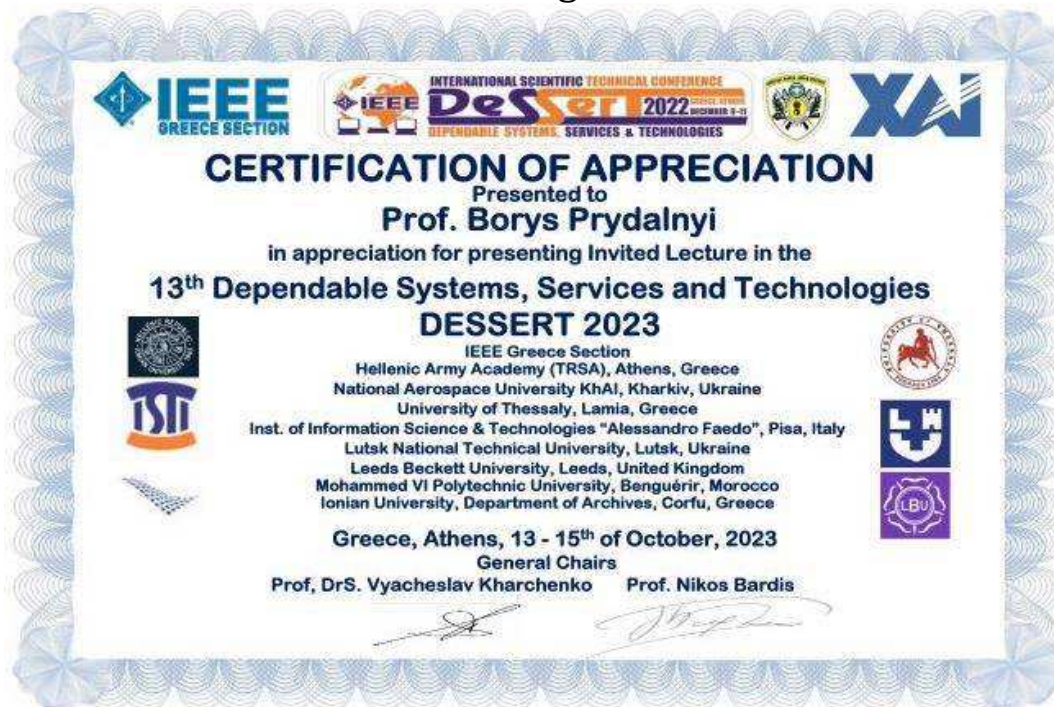 IEEE
GREECE SECTION
INTERNATIONAL SCIENTIFIC TECHNICAL CONFERENCE
IEEE
DeSSerT
2022
DECEMBER 9-11
DEPENDABLE SYSTEMS, SERVICES & TECHNOLOGIES
XAI
CERTIFICATION OF APPRECIATION
Presented to
Prof. Borys Prydalnyi
in appreciation for presenting Invited Lecture in the
13th Dependable Systems, Services and Technologies
DESSERT 2023
IEEE Greece Section
Hellenic Army Academy (TRSA), Athens, Greece
National Aerospace University KhAI, Kharkiv, Ukraine
University of Thessaly, Lamia, Greece
Inst. of Information Science & Technologies "Alessandro Faedo", Pisa, Italy
Lutsk National Technical University, Lutsk, Ukraine
Leeds Beckett University, Leeds, United Kingdom
Mohammed VI Polytechnic University, Benguérir, Morocco
Ionian University, Department of Archives, Corfu, Greece
ISTI
LBU
Greece, Athens, 13 - 15th of October, 2023
General Chairs
Prof, DrS. Vyacheslav Kharchenko Prof. Nikos Bardis